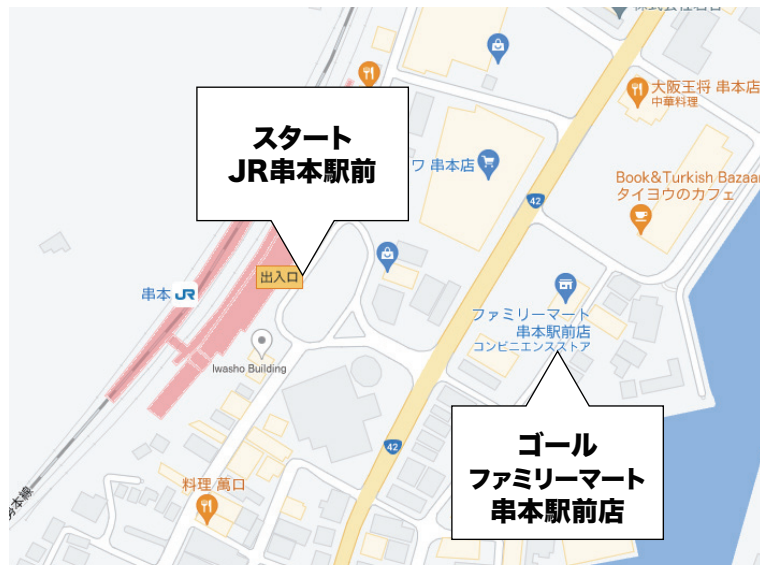 大阪王将 串本店
中華料理
スタート
JR串本駅前
ワ 串本店
Book&Turkish Bazaar
タイヨウのカフェ
42
出入口
串本 JR
ファミリーマート
串本駅前店
コンビニエンスストア
Iwasho Building
42
ゴール
ファミリーマート
串本駅前店
料理 萬口